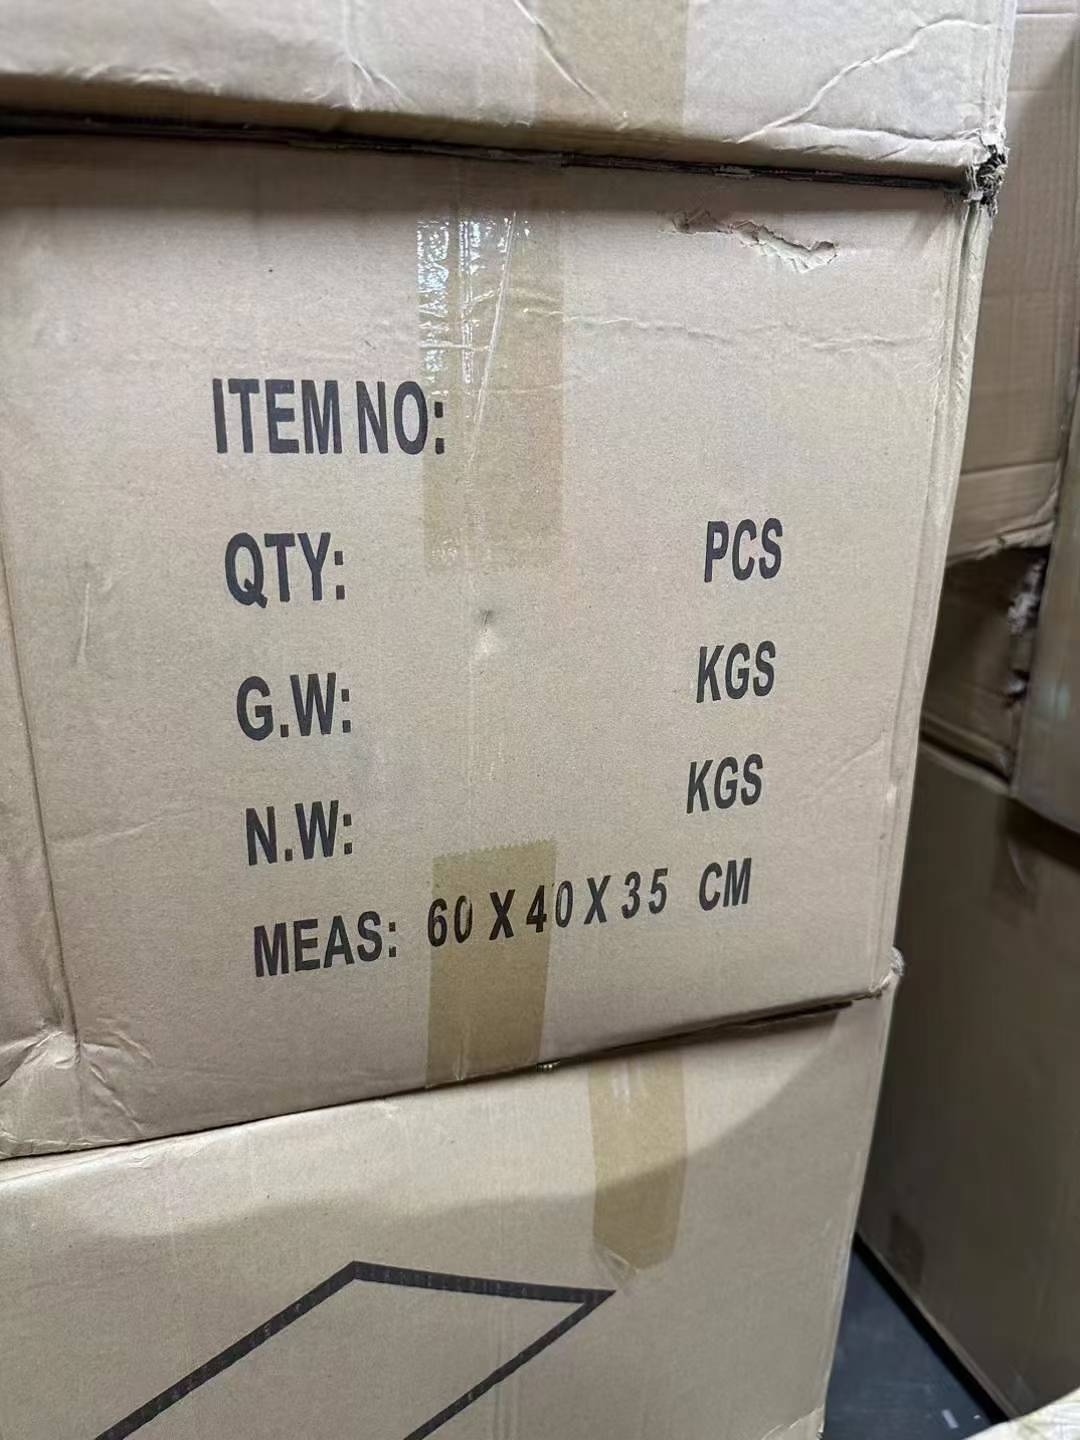 ITEM NO:
QTY: PCS
G.W: KGS
N.W: KGS
MEAS: 60 X 40 X 35 CM